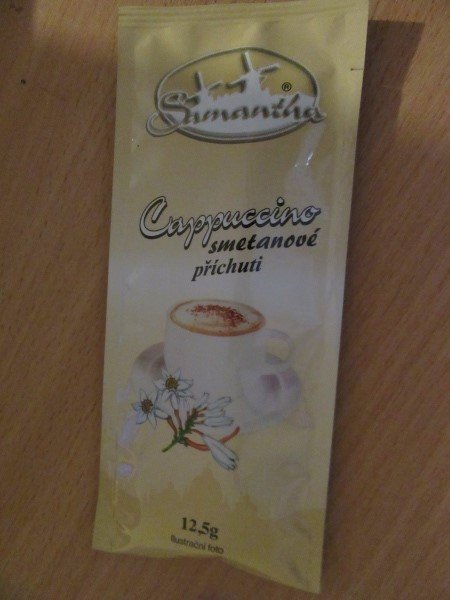 Samantha ®
Cappuccino
smetanové
příchuti
12,5g
Ilustrační foto